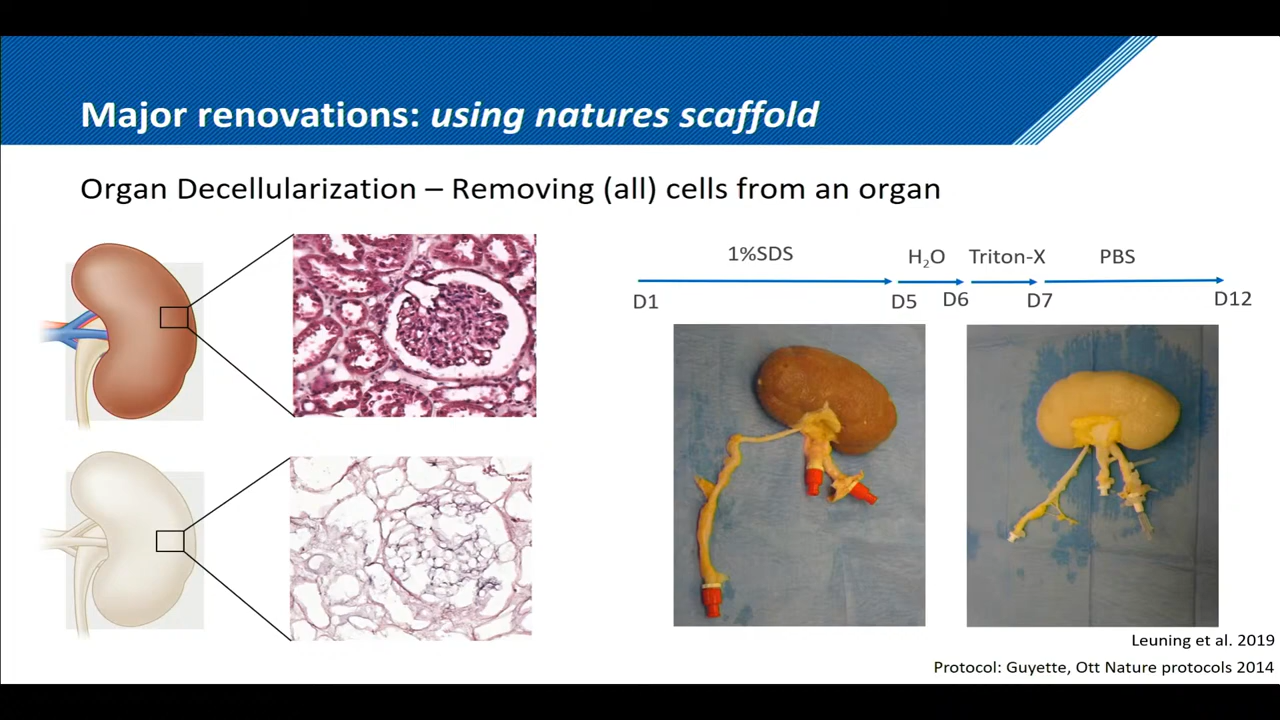 Major renovations: using natures scaffold
Organ Decellularization – Removing (all) cells from an organ
1%SDS
H₂O
Triton-X
PBS
D1
D5
D6
D7
D12
Leuning et al. 2019
Protocol: Guyette, Ott Nature protocols 2014